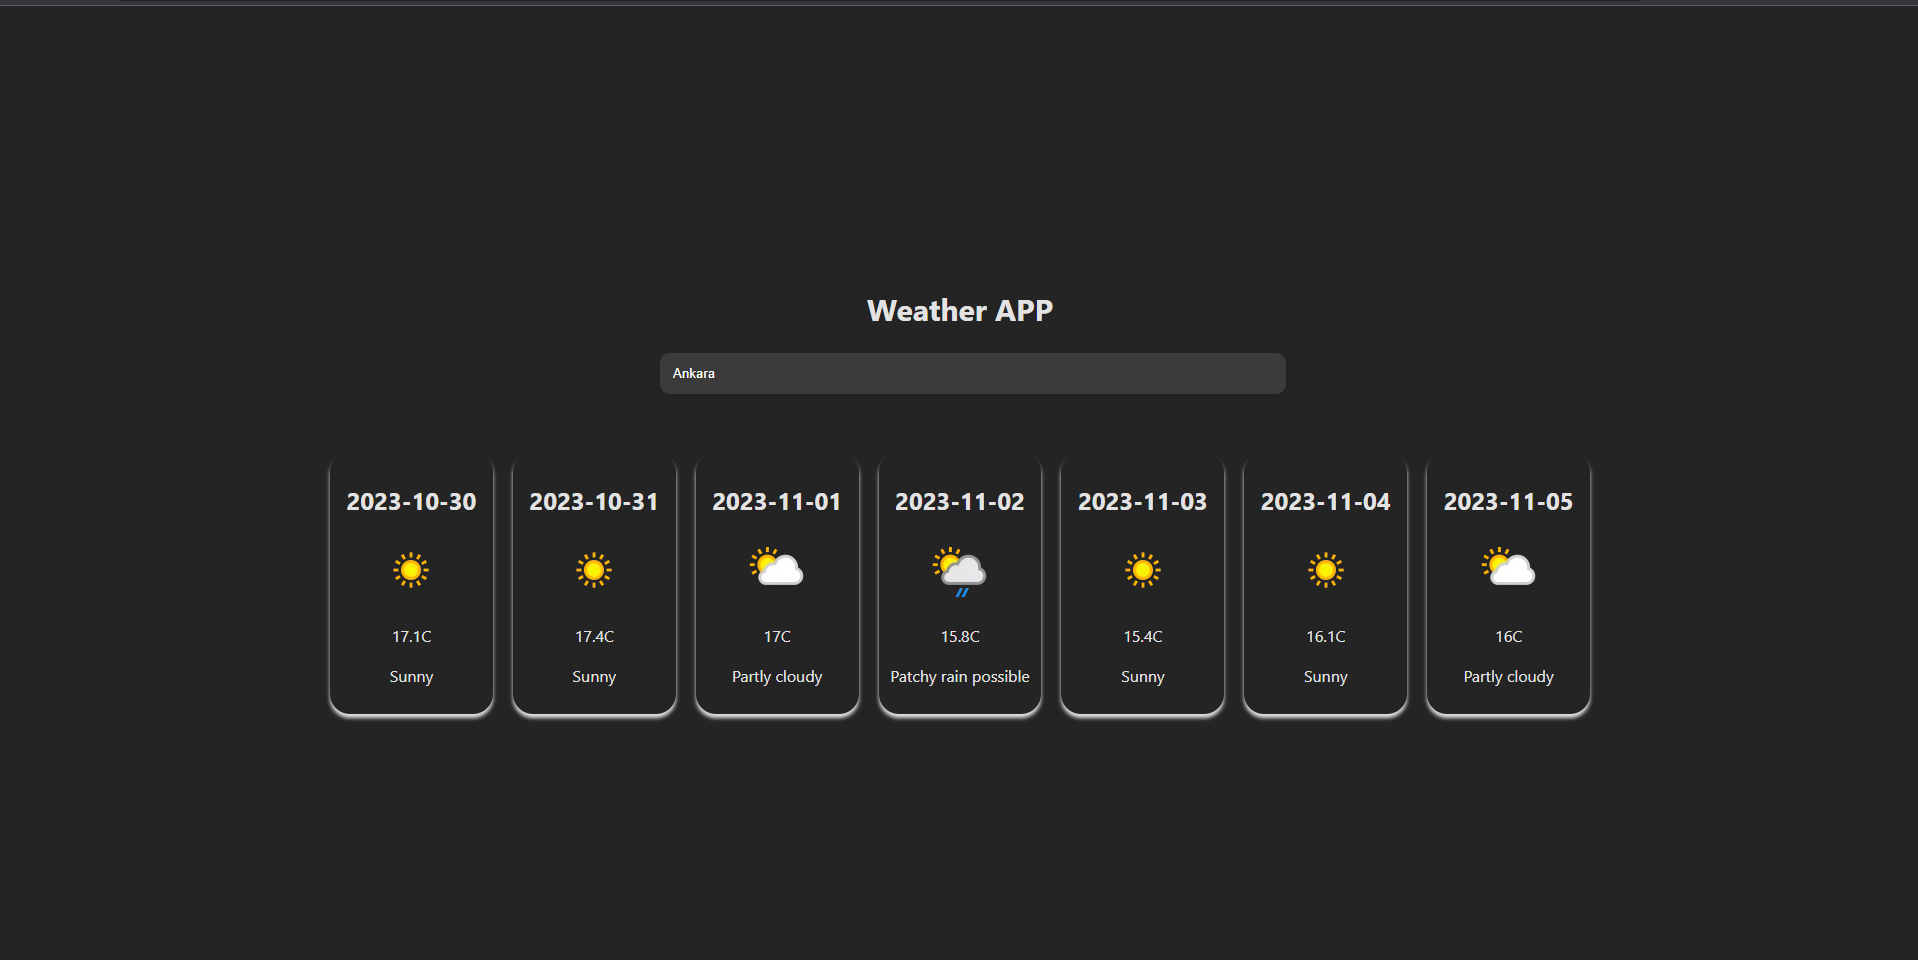 Weather APP
Ankara
2023-10-30
17.1C
Sunny
2023-10-31
17.4C
Sunny
2023-11-01
17C
Partly cloudy
2023-11-02
15.8C
Patchy rain possible
2023-11-03
15.4C
Sunny
2023-11-04
16.1C
Sunny
2023-11-05
16C
Partly cloudy